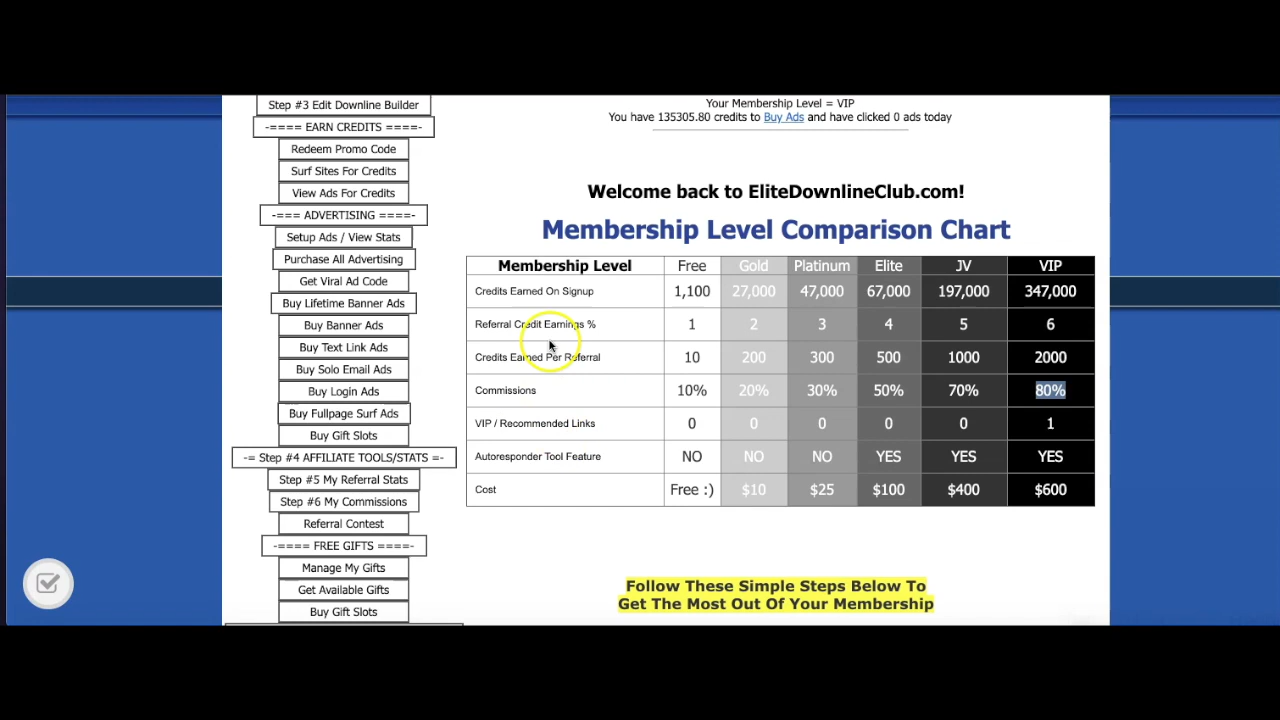 Step #3 Edit Downline Builder
-==== EARN CREDITS ====-
Redeem Promo Code
Surf Sites For Credits
View Ads For Credits
-=== ADVERTISING ====-
Setup Ads / View Stats
Purchase All Advertising
Get Viral Ad Code
Buy Lifetime Banner Ads
Buy Banner Ads
Buy Text Link Ads
Buy Solo Email Ads
Buy Login Ads
Buy Fullpage Surf Ads
Buy Gift Slots
-= Step #4 AFFILIATE TOOLS/STATS =-
Step #5 My Referral Stats
Step #6 My Commissions
Referral Contest
-==== FREE GIFTS ====-
Manage My Gifts
Get Available Gifts
Buy Gift Slots
Your Membership Level = VIP
You have 135305.80 credits to Buy Ads and have clicked 0 ads today
Welcome back to EliteDownlineClub.com!
Membership Level Comparison Chart
Membership Level Free Gold Platinum Elite JV VIP
Credits Earned On Signup 1,100 27,000 47,000 67,000 197,000 347,000
Referral Credit Earnings % 1 2 3 4 5 6
Credits Earned Per Referral 10 200 300 500 1000 2000
Commissions 10% 20% 30% 50% 70% 80%
VIP / Recommended Links 0 0 0 0 0 1
Autoresponder Tool Feature NO NO NO YES YES YES
Cost Free :) $10 $25 $100 $400 $600
Follow These Simple Steps Below To
Get The Most Out Of Your Membership